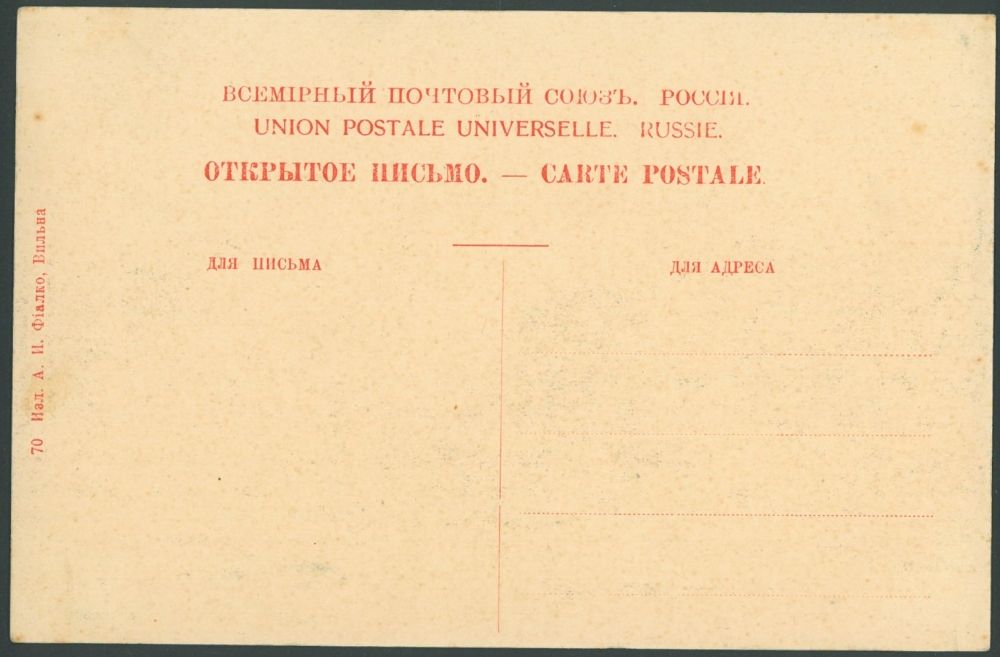 ВСЕМІРНЫЙ ПОЧТОВЫЙ СОЮЗЪ. РОССІЯ.
UNION POSTALE UNIVERSELLE. RUSSIE.
ОТКРЫТОЕ ПИСЬМО. — CARTE POSTALE.
ДЛЯ ПИСЬМА
ДЛЯ АДРЕСА
70 Изд. А. И. Фіалко, Вильна